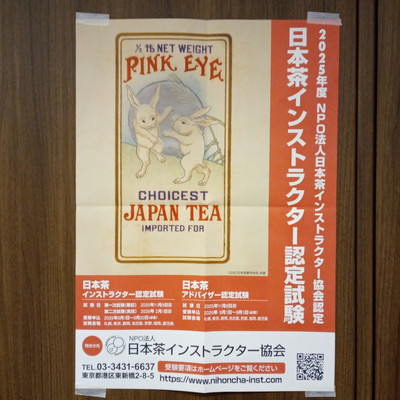 2025年度 NPO法人日本茶インストラクター協会認定
日本茶インストラクター認定試験
½ lb NET WEIGHT
PINK EYE
CHOICEST
JAPAN TEA
IMPORTED FOR
日本茶
インストラクター認定試験
日本茶
アドバイザー認定試験
NPO法人
日本茶インストラクター協会
TEL.03-3431-6637
東京都港区東新橋2-8-5
受験要項はホームページをご覧ください
https://www.nihoncha-inst.com